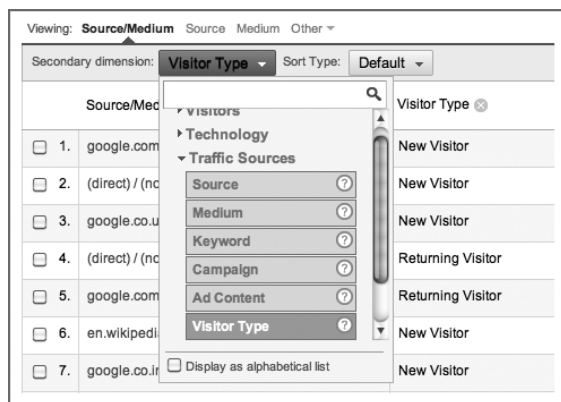 Viewing: Source/Medium Source Medium Other
Secondary dimension: Visitor Type Sort Type: Default
Source/Med Visitor Type
Visitors
Technology
Traffic Sources
Source ?
Medium ?
Keyword ?
Campaign ?
Ad Content ?
Visitor Type ?
Display as alphabetical list
1. google.com New Visitor
2. (direct) / (no New Visitor
3. google.co.u New Visitor
4. (direct) / (no Returning Visitor
5. google.com Returning Visitor
6. en.wikipedi New Visitor
7. google.co.in New Visitor